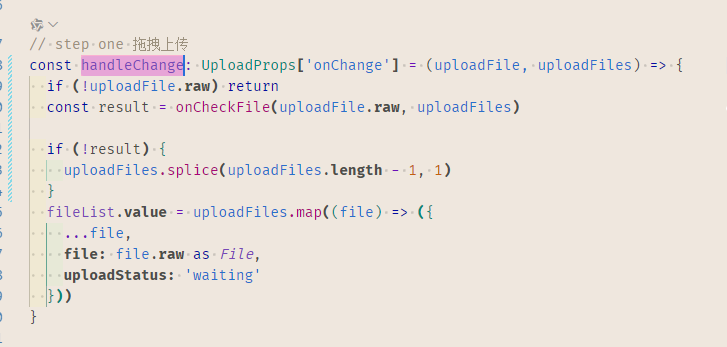 // step one 拖拽上传
const handleChange: UploadProps['onChange'] = (uploadFile, uploadFiles) => {
  if (!uploadFile.raw) return
  const result = onCheckFile(uploadFile.raw, uploadFiles)

  if (!result) {
    uploadFiles.splice(uploadFiles.length - 1, 1)
  }
  fileList.value = uploadFiles.map((file) => ({
    ...file,
    file: file.raw as File,
    uploadStatus: 'waiting'
  }))
}